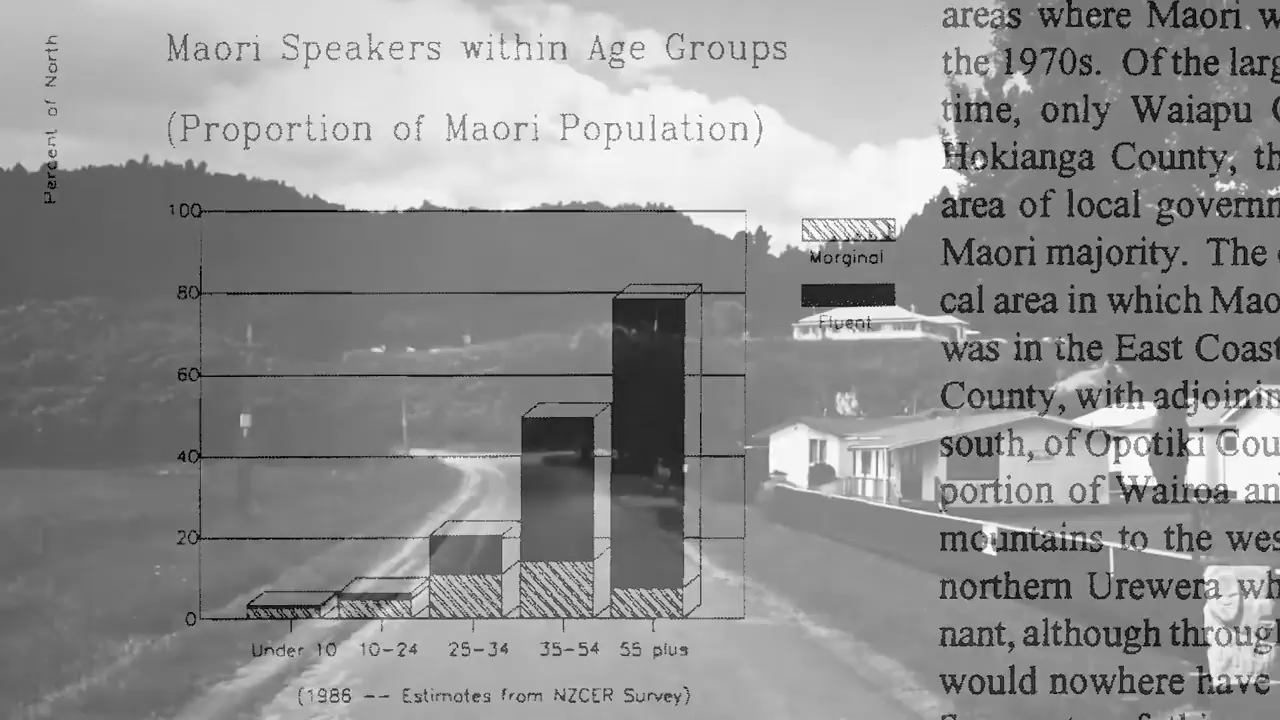 Percent of North
Maori Speakers within Age Groups
(Proportion of Maori Population)
100
80
60
40
20
0
Under 10 10-24 25-34 35-54 55 plus
(1986 -- Estimates from NZCER Survey)
Marginal
Fluent
areas where Maori w
the 1970s. Of the larg
time, only Waiapu C
Hokianga County, th
area of local governm
Maori majority. The
cal area in which Mao
was in the East Coast
County, with adjoinin
south, of Opotiki Cou
portion of Wairoa an
mountains to the wes
northern Urewera wh
nant, although throug
would nowhere have